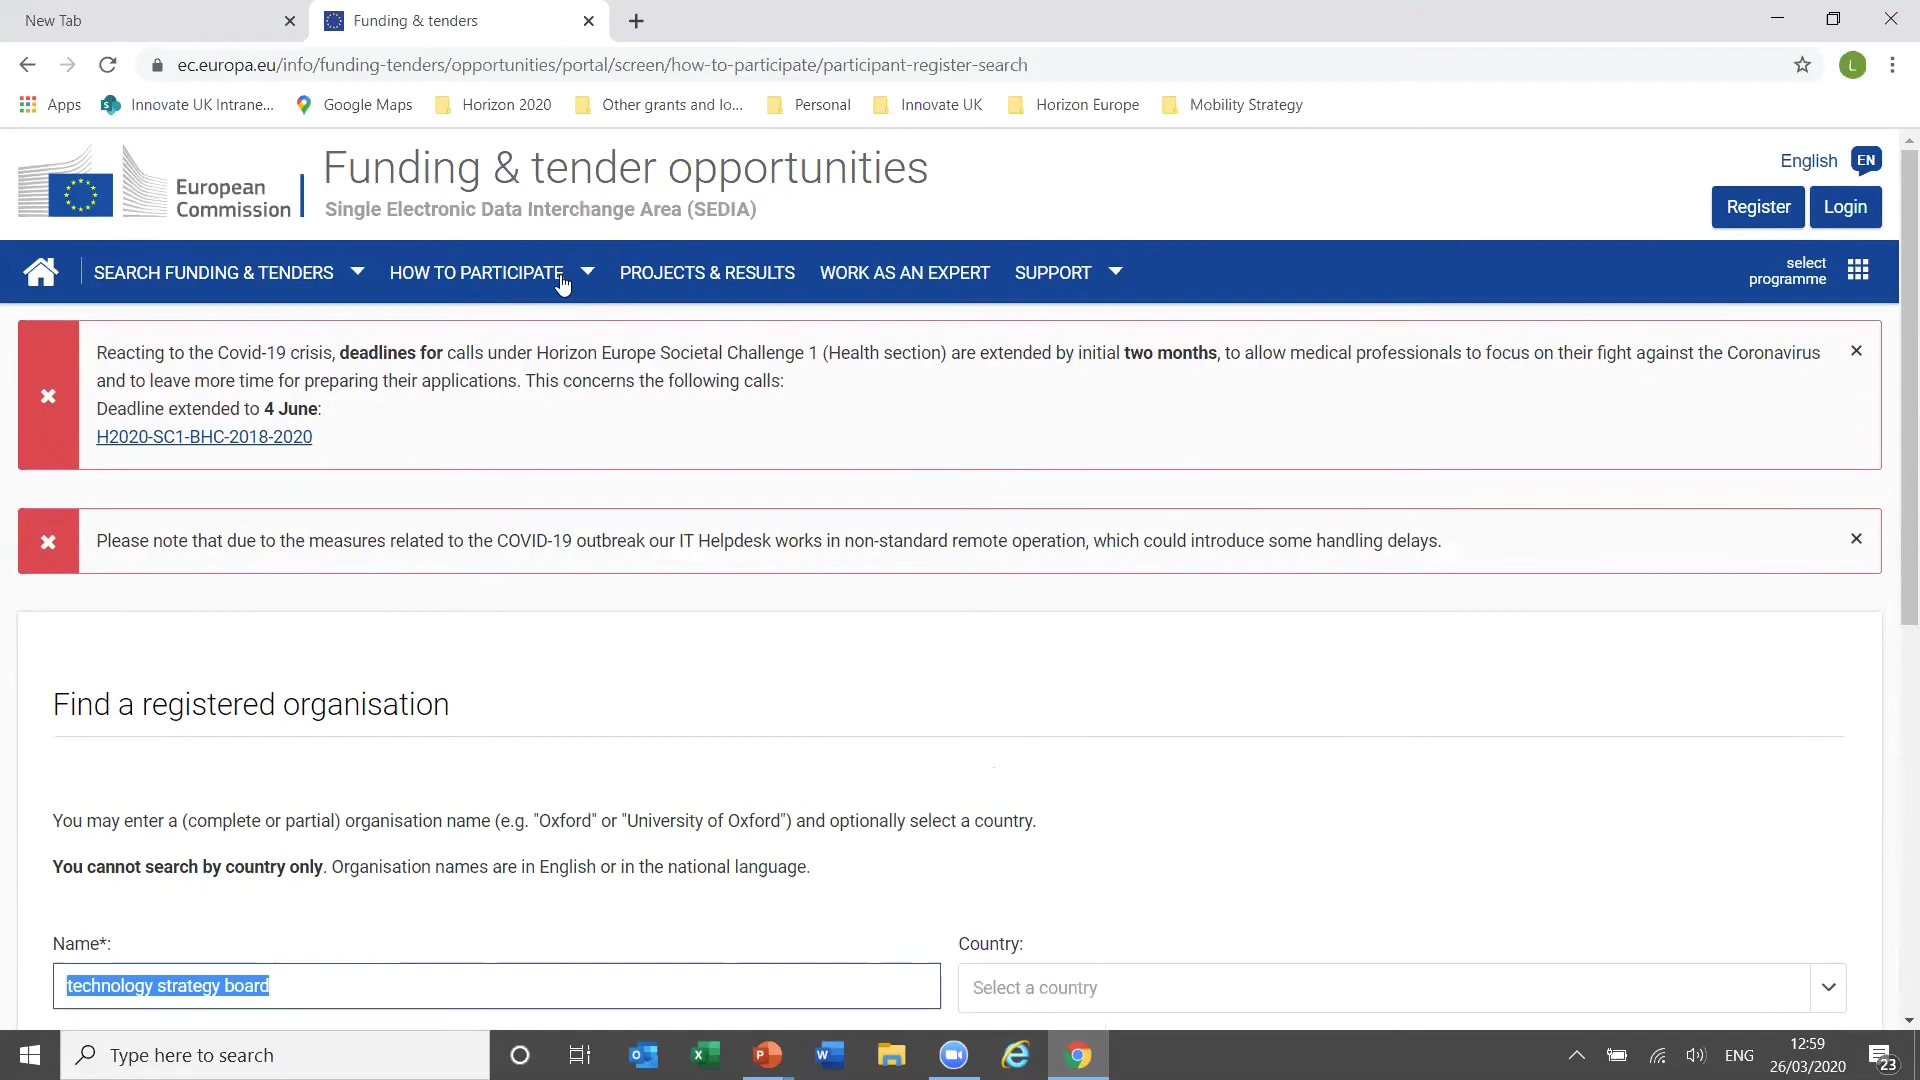 New Tab
Funding & tenders
ec.europa.eu/info/funding-tenders/opportunities/portal/screen/how-to-participate/participant-register-search
L
Apps
Innovate UK Intrane...
Google Maps
Horizon 2020
Other grants and lo...
Personal
Innovate UK
Horizon Europe
Mobility Strategy
European
Commission
Funding & tender opportunities
Single Electronic Data Interchange Area (SEDIA)
English EN
Register
Login
SEARCH FUNDING & TENDERS
HOW TO PARTICIPATE
PROJECTS & RESULTS
WORK AS AN EXPERT
SUPPORT
select
programme
Reacting to the Covid-19 crisis, deadlines for calls under Horizon Europe Societal Challenge 1 (Health section) are extended by initial two months, to allow medical professionals to focus on their fight against the Coronavirus
and to leave more time for preparing their applications. This concerns the following calls:
Deadline extended to 4 June:
H2020-SC1-BHC-2018-2020
Please note that due to the measures related to the COVID-19 outbreak our IT Helpdesk works in non-standard remote operation, which could introduce some handling delays.
Find a registered organisation
You may enter a (complete or partial) organisation name (e.g. "Oxford" or "University of Oxford") and optionally select a country.
You cannot search by country only. Organisation names are in English or in the national language.
Name*:
Country:
technology strategy board
Select a country
Type here to search
ENG
12:59
26/03/2020
23